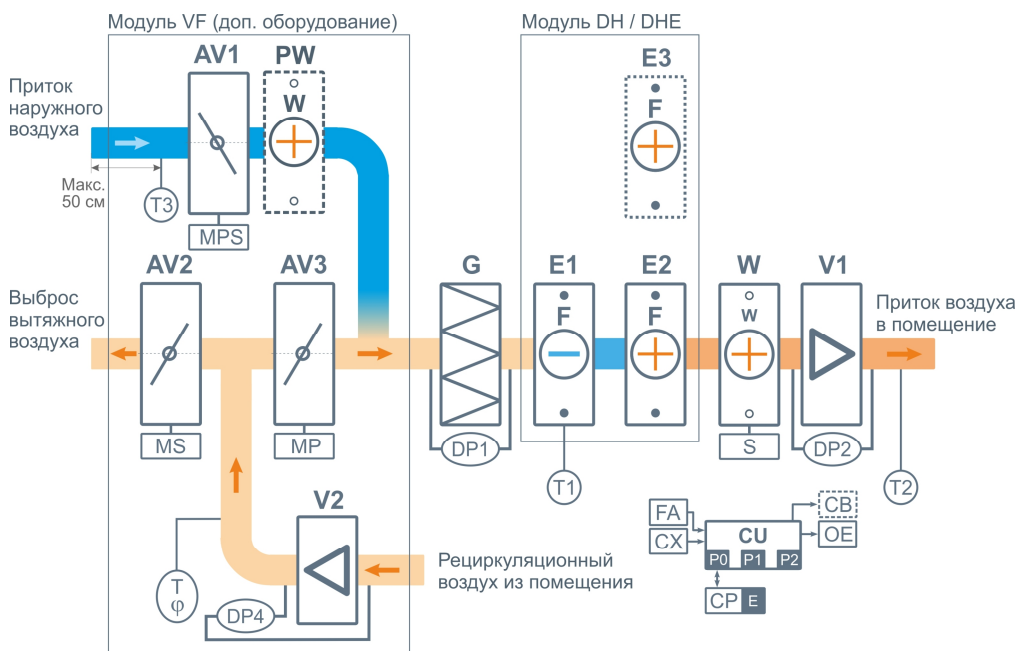 Модуль VF (доп. оборудование)
Модуль DH / DHE
AV1
PW
E3
Приток
наружного
воздуха
W
F
Макс.
50 см
T3
MPS
AV2
AV3
G
E1
E2
W
V1
Выброс
вытяжного
воздуха
F
F
w
Приток воздуха
в помещение
MS
MP
DP1
S
DP2
T1
T2
V2
FA
CX
CU
P0
P1
P2
CB
OE
Рециркуляционный
воздух из помещения
T
φ
DP4
CP
E